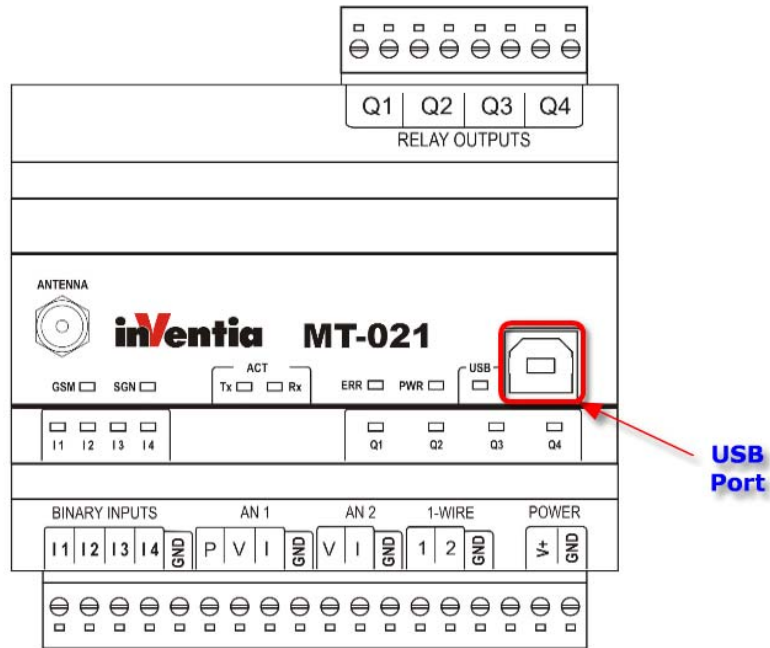 Q1 Q2 Q3 Q4
RELAY OUTPUTS
ANTENNA
inVentia MT-021
ACT
USB
GSM SGN Tx Rx ERR PWR
I1 I2 I3 I4 Q1 Q2 Q3 Q4
USB
Port
BINARY INPUTS AN 1 AN 2 1-WIRE POWER
I1 I2 I3 I4 GND P V I GND V I GND 1 2 GND V+ GND